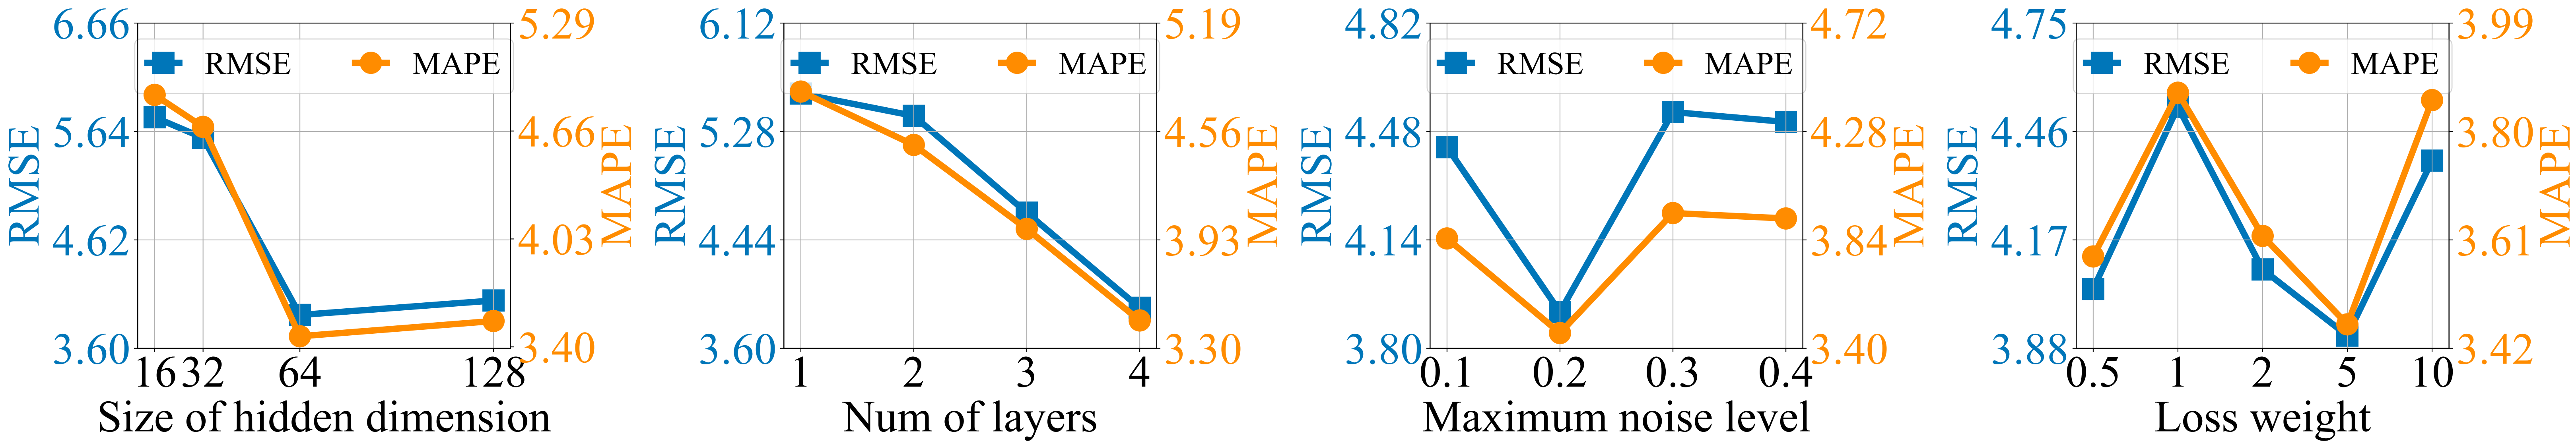 6.66
5.64
4.62
3.60
RMSE
RMSE MAPE
5.29
4.66
4.03
3.40
MAPE
16 32 64 128
Size of hidden dimension
6.12
5.28
4.44
3.60
RMSE
RMSE MAPE
5.19
4.56
3.93
3.30
MAPE
1 2 3 4
Num of layers
4.82
4.48
4.14
3.80
RMSE
RMSE MAPE
4.72
4.28
3.84
3.40
MAPE
0.1 0.2 0.3 0.4
Maximum noise level
4.75
4.46
4.17
3.88
RMSE
RMSE MAPE
3.99
3.80
3.61
3.42
MAPE
0.5 1 2 5 10
Loss weight